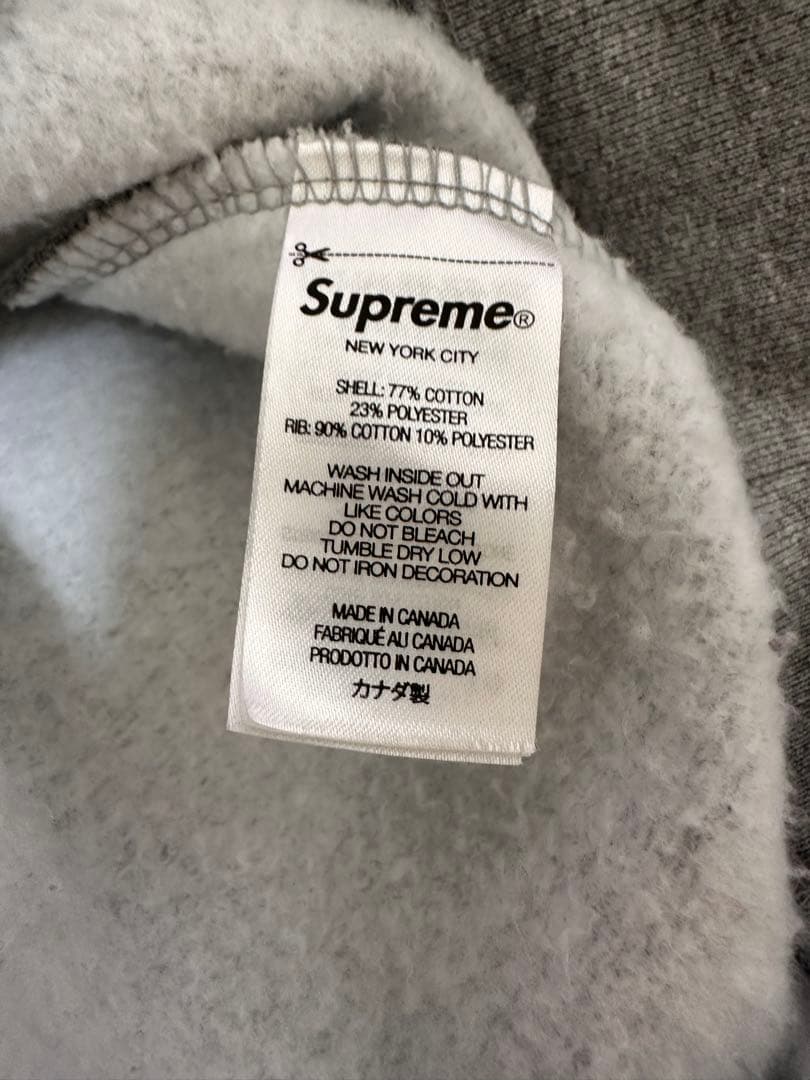 Supreme®
NEW YORK CITY
SHELL: 77% COTTON
23% POLYESTER
RIB: 90% COTTON 10% POLYESTER
WASH INSIDE OUT
MACHINE WASH COLD WITH
LIKE COLORS
DO NOT BLEACH
TUMBLE DRY LOW
DO NOT IRON DECORATION
MADE IN CANADA
FABRIQUÉ AU CANADA
PRODOTTO IN CANADA
カナダ製